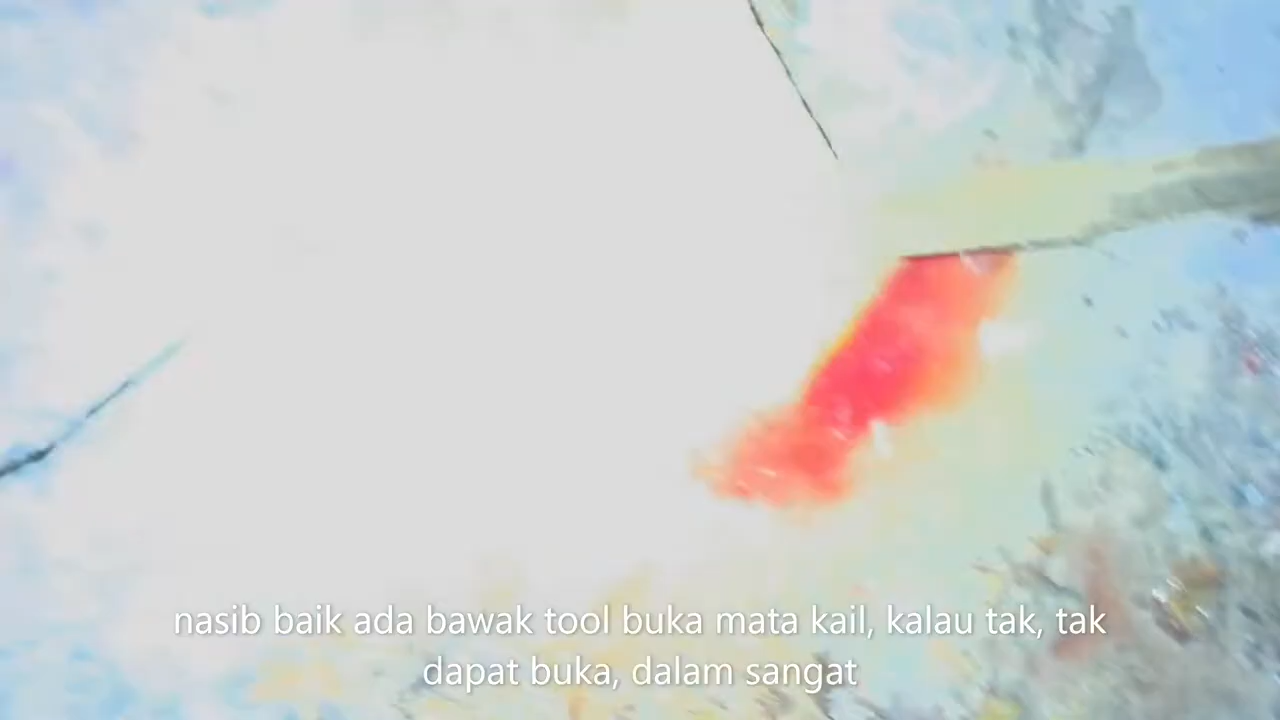 nasib baik ada bawak tool buka mata kail, kalau tak, tak
dapat buka, dalam sangat